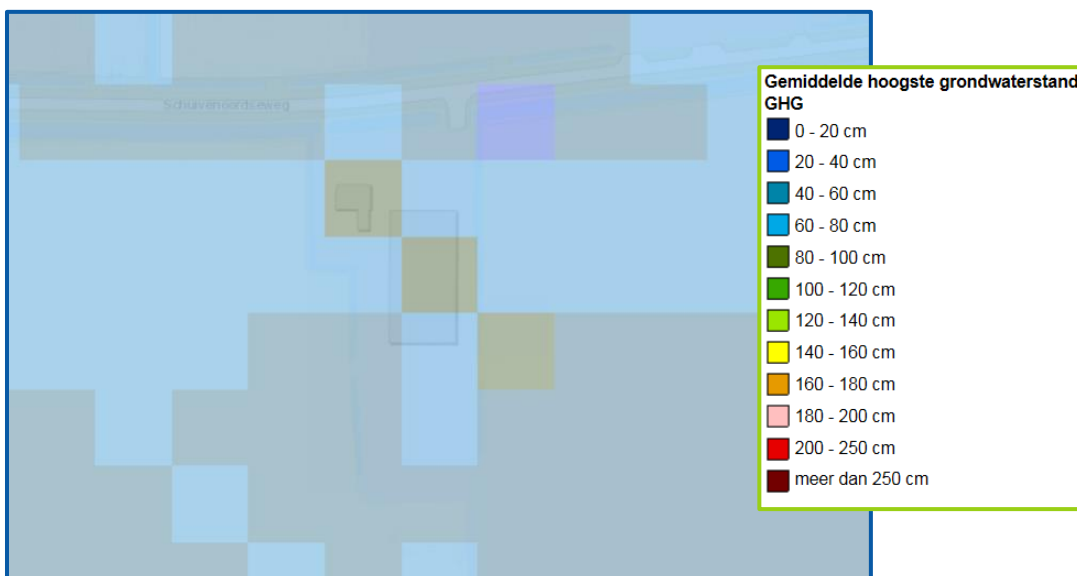 Schuivenoordseweg
Gemiddelde hoogste grondwaterstand
GHG
0 - 20 cm
20 - 40 cm
40 - 60 cm
60 - 80 cm
80 - 100 cm
100 - 120 cm
120 - 140 cm
140 - 160 cm
160 - 180 cm
180 - 200 cm
200 - 250 cm
meer dan 250 cm